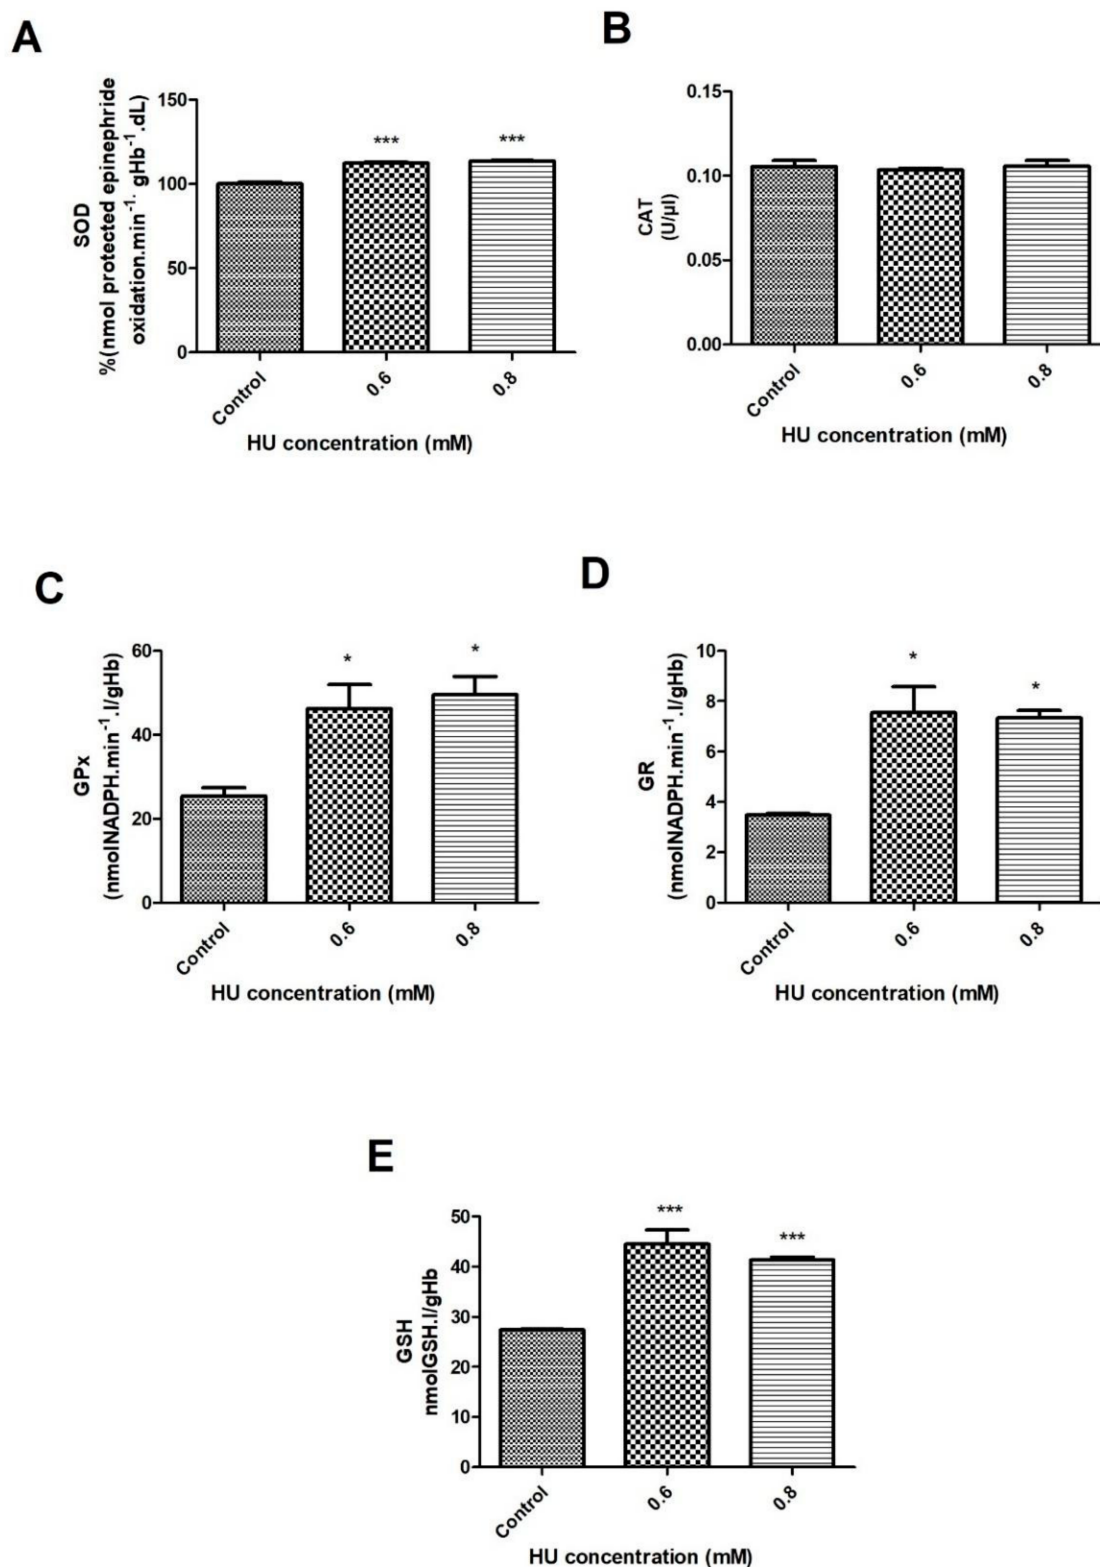 A
SOD
%(nmol protected epinephride
oxidation.min⁻¹· gHb⁻¹.dL)
150
100
50
0
***
***
Control
0.6
0.8
HU concentration (mM)
B
CAT
(U/µl)
0.15
0.10
0.05
0.00
Control
0.6
0.8
HU concentration (mM)
C
GPx
(nmolNADPH.min⁻¹.l/gHb)
60
40
20
0
*
*
Control
0.6
0.8
HU concentration (mM)
D
GR
(nmolNADPH.min⁻¹.l/gHb)
10
8
6
4
2
0
*
*
Control
0.6
0.8
HU concentration (mM)
E
GSH
nmolGSH.l/gHb
50
40
30
20
10
0
***
***
Control
0.6
0.8
HU concentration (mM)